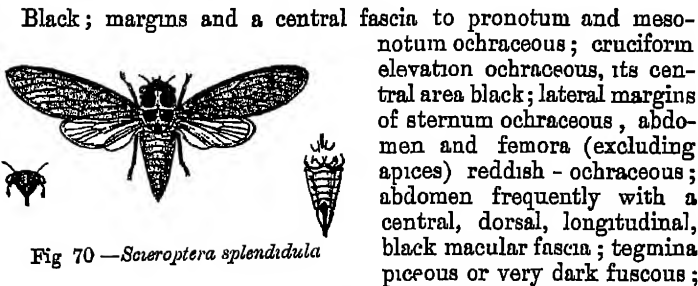 Black; margins and a central fascia to pronotum and meso-
notum ochraceous; cruciform
elevation ochraceous, its cen-
tral area black; lateral margins
of sternum ochraceous, abdo-
men and femora (excluding
apices) reddish-ochraceous;
abdomen frequently with a
central, dorsal, longitudinal,
black macular fascia; tegmina
piceous or very dark fuscous;
Fig 70 —Scieroptera splendidula